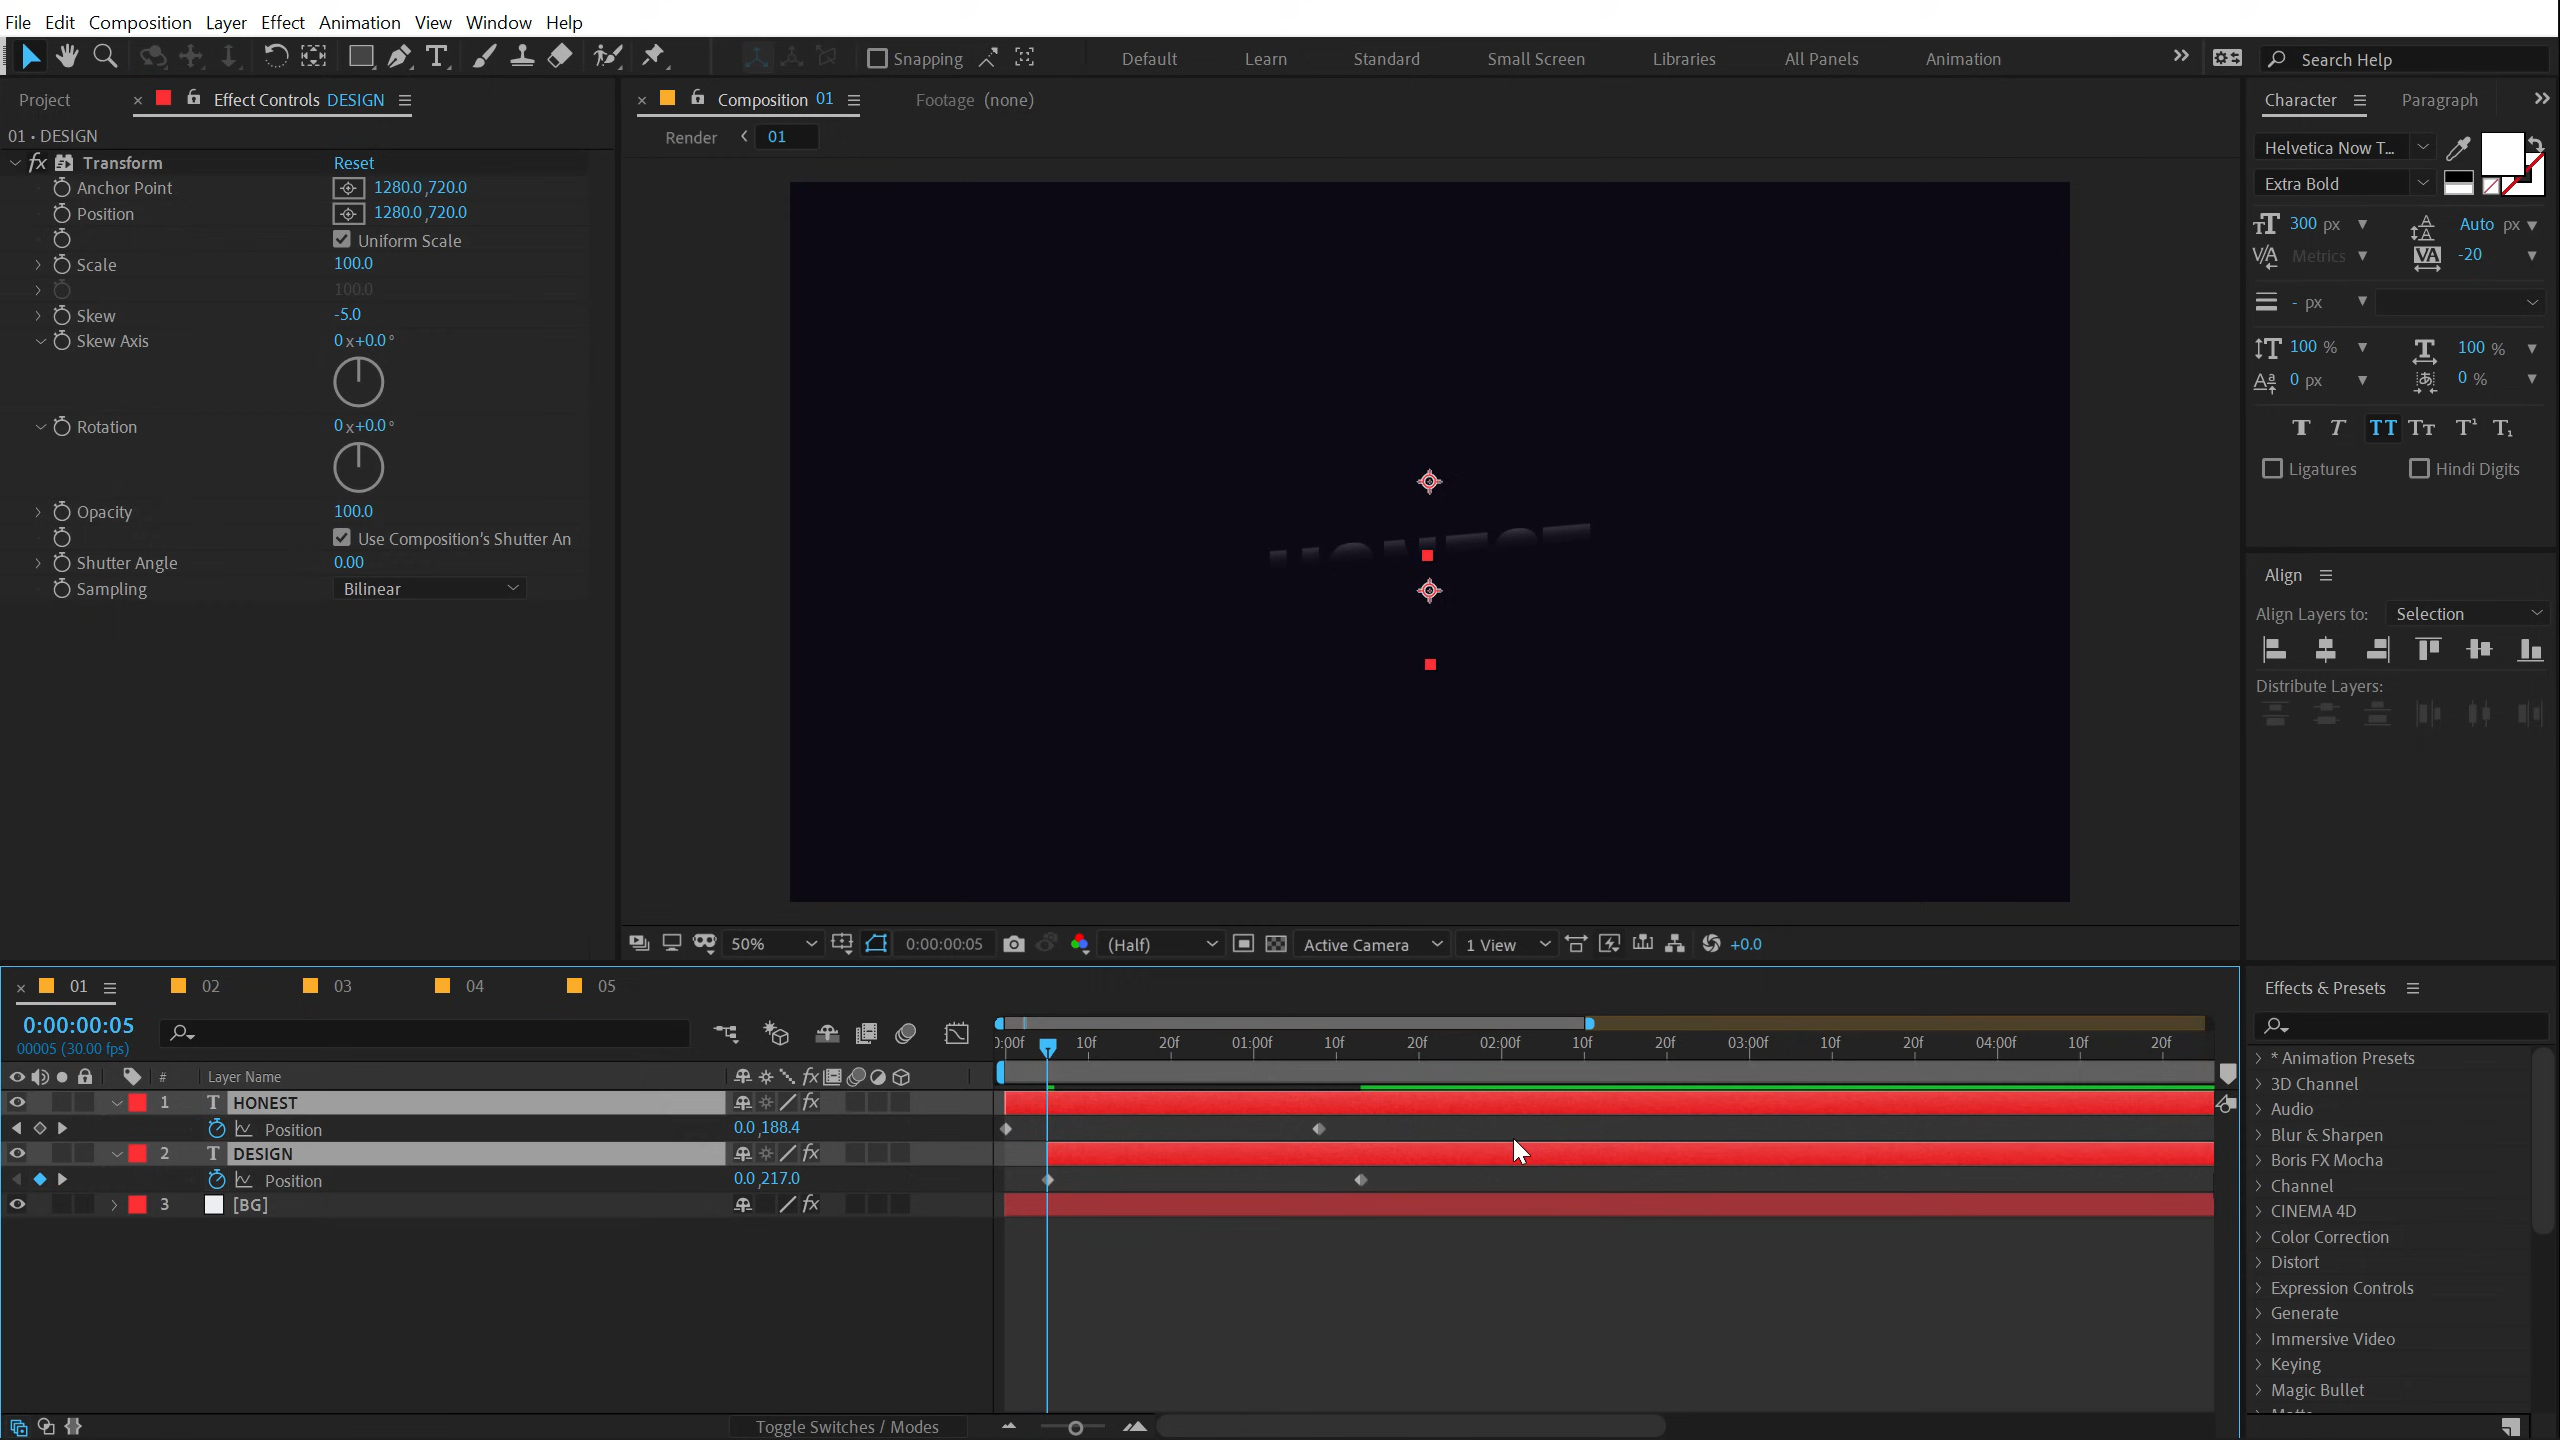 File Edit Composition Layer Effect Animation View Window Help
Snapping Default Learn Standard Small Screen Libraries All Panels Animation Search Help
Project Effect Controls DESIGN
01 • DESIGN
fx Transform Reset
Anchor Point 1280.0 ,720.0
Position 1280.0 ,720.0
Uniform Scale
Scale 100.0
100.0
Skew -5.0
Skew Axis 0 x+0.0 °
Rotation 0 x+0.0 °
Opacity 100.0
Use Composition's Shutter An
Shutter Angle 0.00
Sampling Bilinear
Composition 01 Footage (none)
Render 01
50% 0:00:00:05 (Half) Active Camera 1 View +0.0
Character Paragraph
Helvetica Now T...
Extra Bold
300 px Auto px
Metrics -20
- px
100 % 100 %
0 px 0 %
Ligatures Hindi Digits
Align
Align Layers to: Selection
Distribute Layers:
01 02 03 04 05
0:00:00:05
00005 (30.00 fps)
0:00f 10f 20f 01:00f 10f 20f 02:00f 10f 20f 03:00f 10f 20f 04:00f 10f 20f
# Layer Name
1 T HONEST
Position 0.0 ,188.4
2 T DESIGN
Position 0.0 ,217.0
3 [BG]
Toggle Switches / Modes
Effects & Presets
* Animation Presets
3D Channel
Audio
Blur & Sharpen
Boris FX Mocha
Channel
CINEMA 4D
Color Correction
Distort
Expression Controls
Generate
Immersive Video
Keying
Magic Bullet